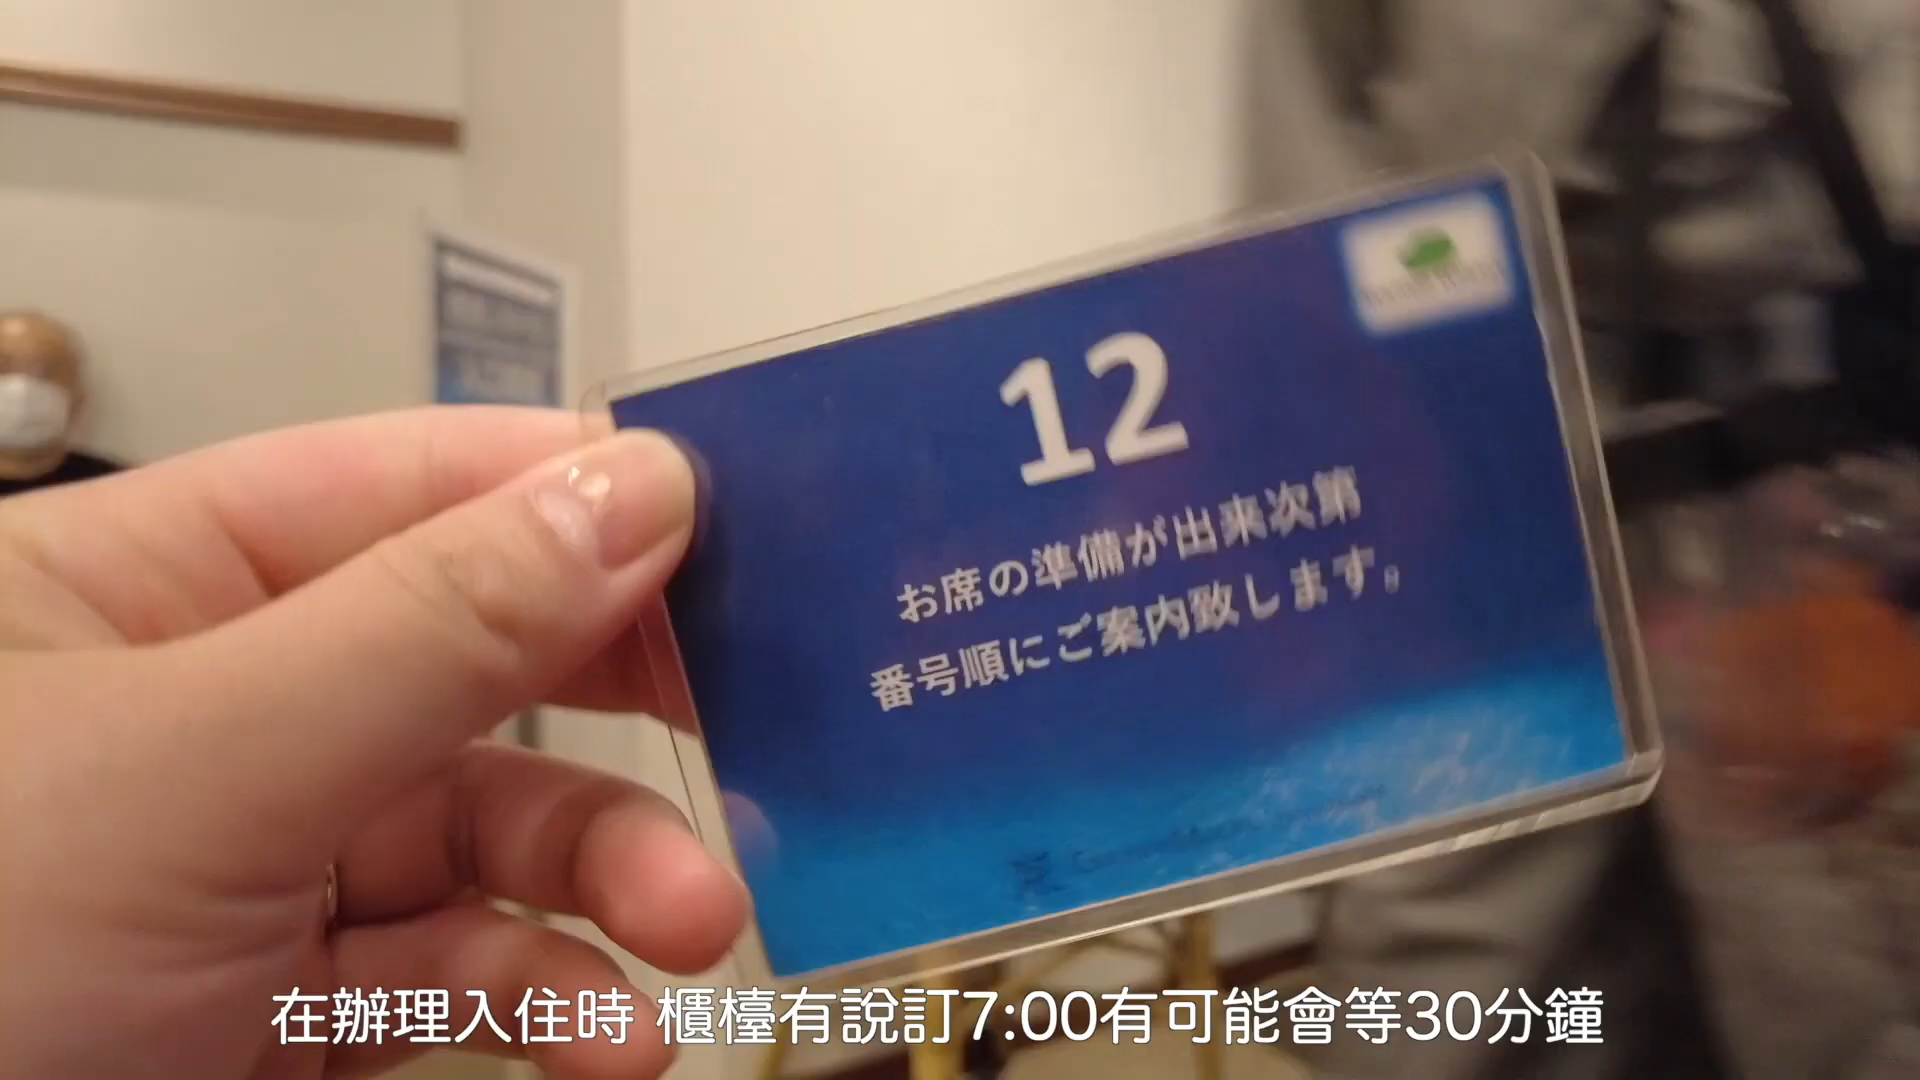 12
お席の準備が出来次第
番号順にご案内致します。
在辦理入住時 櫃檯有說訂7:00有可能會等30分鐘